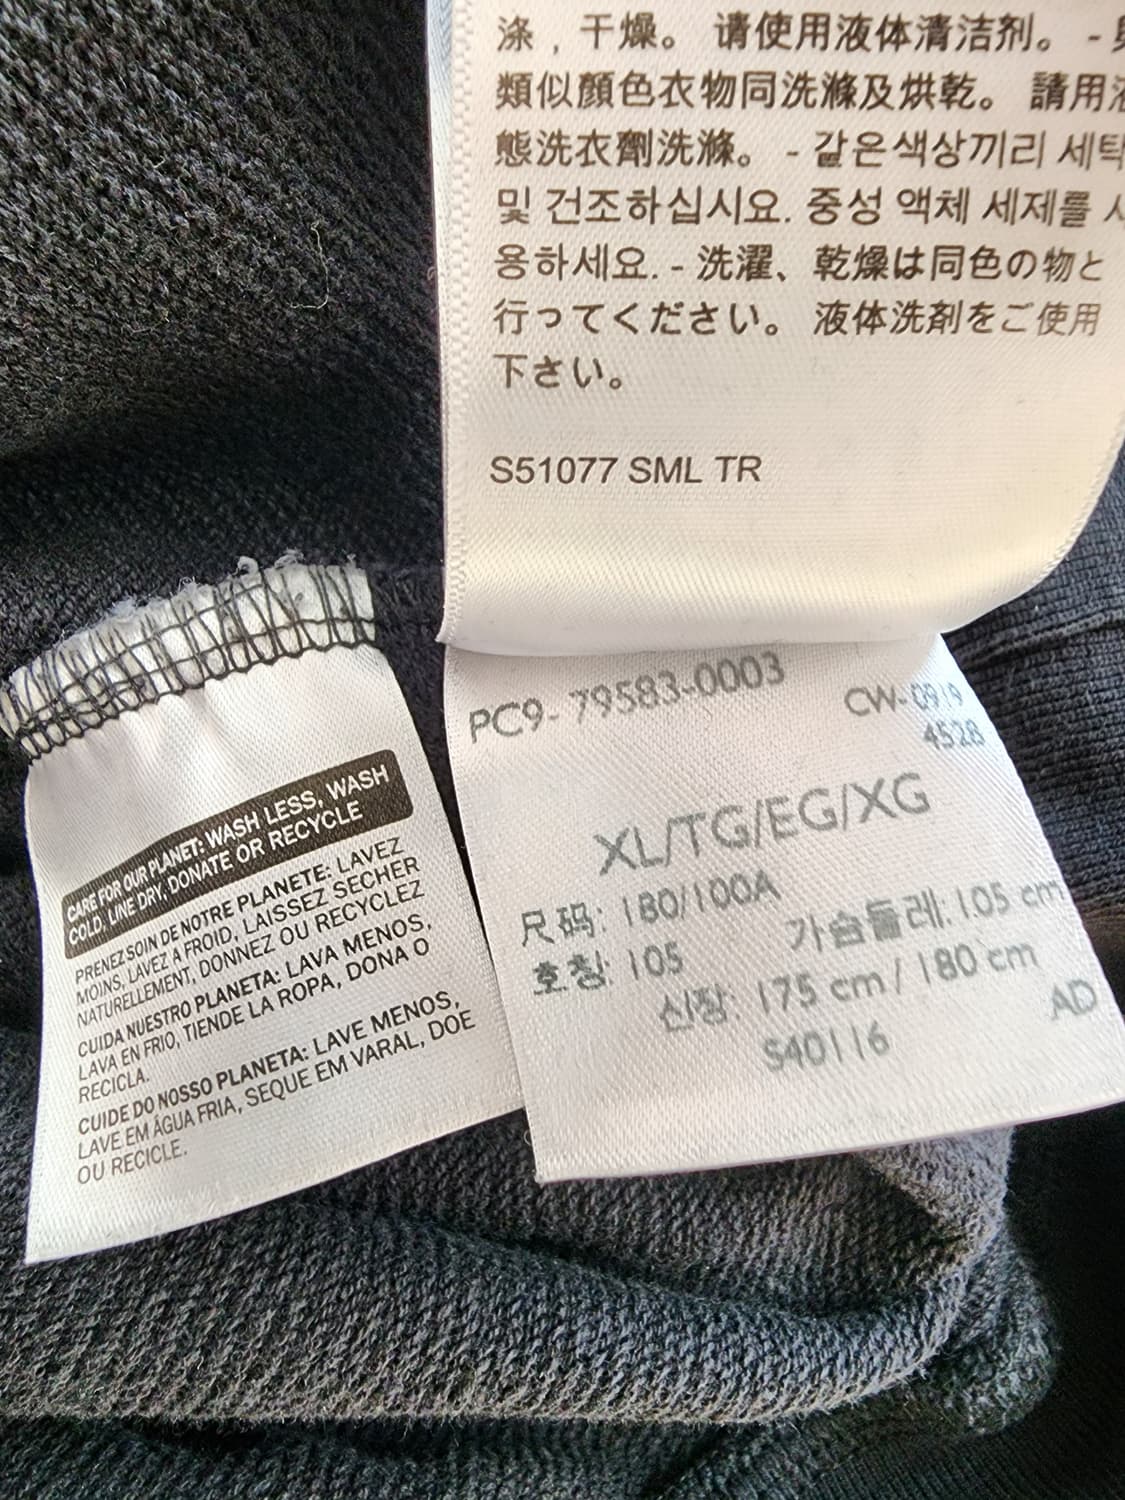 涤，干燥。 请使用液体清洁剂。 -
類似顏色衣物同洗滌及烘乾。 請用液
態洗衣劑洗滌。 - 같은색상끼리 세탁
및 건조하십시요. 중성 액체 세제를 사
용하세요. - 洗濯、乾燥は同色の物と
行ってください。 液体洗剤をご使用
下さい。
S51077 SML TR
PC9- 79583-0003
CW- 0919
4528
XL/TG/EG/XG
尺码: 180/100A
호칭: 105
가슴둘레: 105 cm
신장: 175 cm / 180 cm
AD
S40116
CARE FOR OUR PLANET: WASH LESS, WASH
COLD, LINE DRY, DONATE OR RECYCLE
PRENEZ SOIN DE NOTRE PLANETE: LAVEZ
MOINS, LAVEZ A FROID, LAISSEZ SECHER
NATURELLEMENT, DONNEZ OU RECYCLEZ
CUIDA NUESTRO PLANETA: LAVA MENOS,
LAVA EN FRIO, TIENDE LA ROPA, DONA O
RECICLA.
CUIDE DO NOSSO PLANETA: LAVE MENOS,
LAVE EM ÁGUA FRIA, SEQUE EM VARAL, DOE
OU RECICLE.